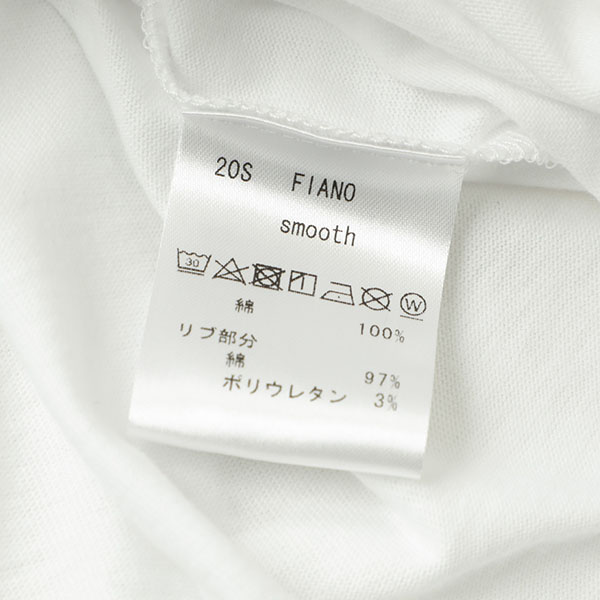 20S FIANO
smooth
30 W
綿 100%
リブ部分
綿 97%
ポリウレタン 3%